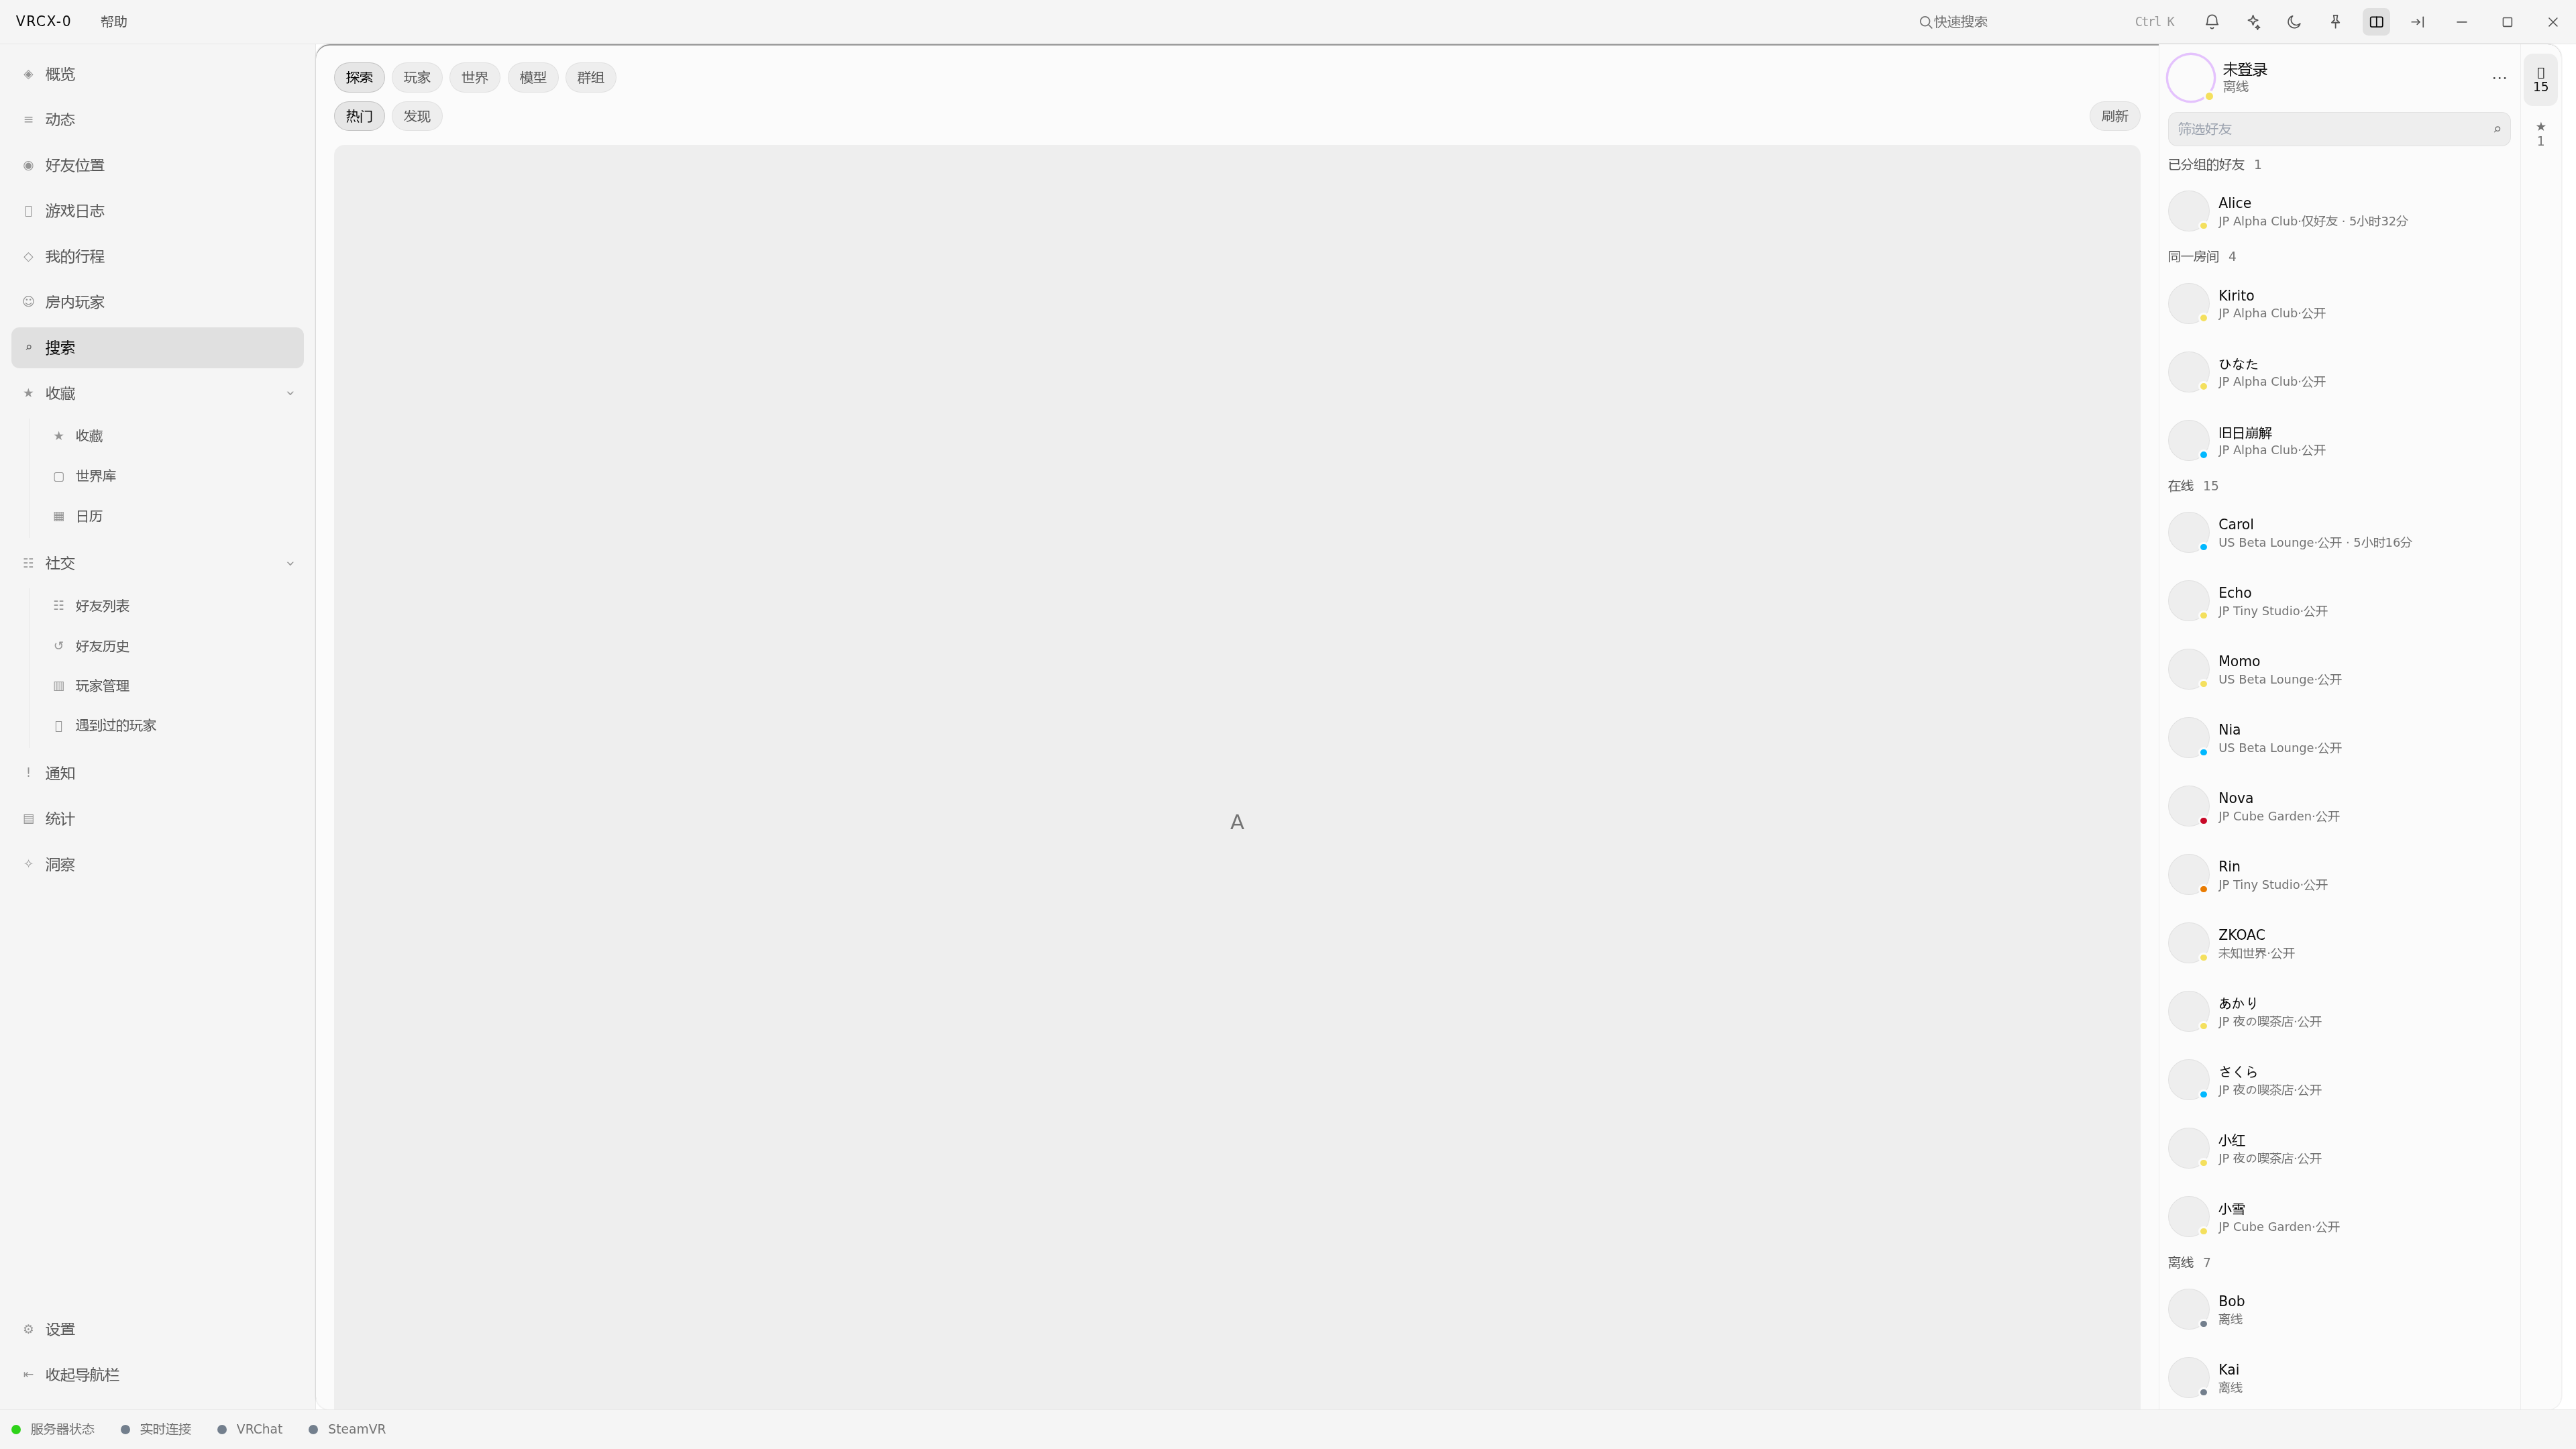 VRCX-0 帮助 快速搜索 Ctrl K
概览
动态
好友位置
游戏日志
我的行程
房内玩家
搜索
收藏
收藏
世界库
日历
社交
好友列表
好友历史
玩家管理
遇到过的玩家
! 通知
统计
洞察
设置
收起导航栏
探索 玩家 世界 模型 群组
热门 发现 刷新
A
未登录
离线
筛选好友
已分组的好友 1
Alice
JP Alpha Club·仅好友 · 5小时32分
同一房间 4
Kirito
JP Alpha Club·公开
ひなた
JP Alpha Club·公开
旧日崩解
JP Alpha Club·公开
在线 15
Carol
US Beta Lounge·公开 · 5小时16分
Echo
JP Tiny Studio·公开
Momo
US Beta Lounge·公开
Nia
US Beta Lounge·公开
Nova
JP Cube Garden·公开
Rin
JP Tiny Studio·公开
ZKOAC
未知世界·公开
あかり
JP 夜の喫茶店·公开
さくら
JP 夜の喫茶店·公开
小红
JP 夜の喫茶店·公开
小雪
JP Cube Garden·公开
离线 7
Bob
离线
Kai
离线
15
★
1
服务器状态 实时连接 VRChat SteamVR